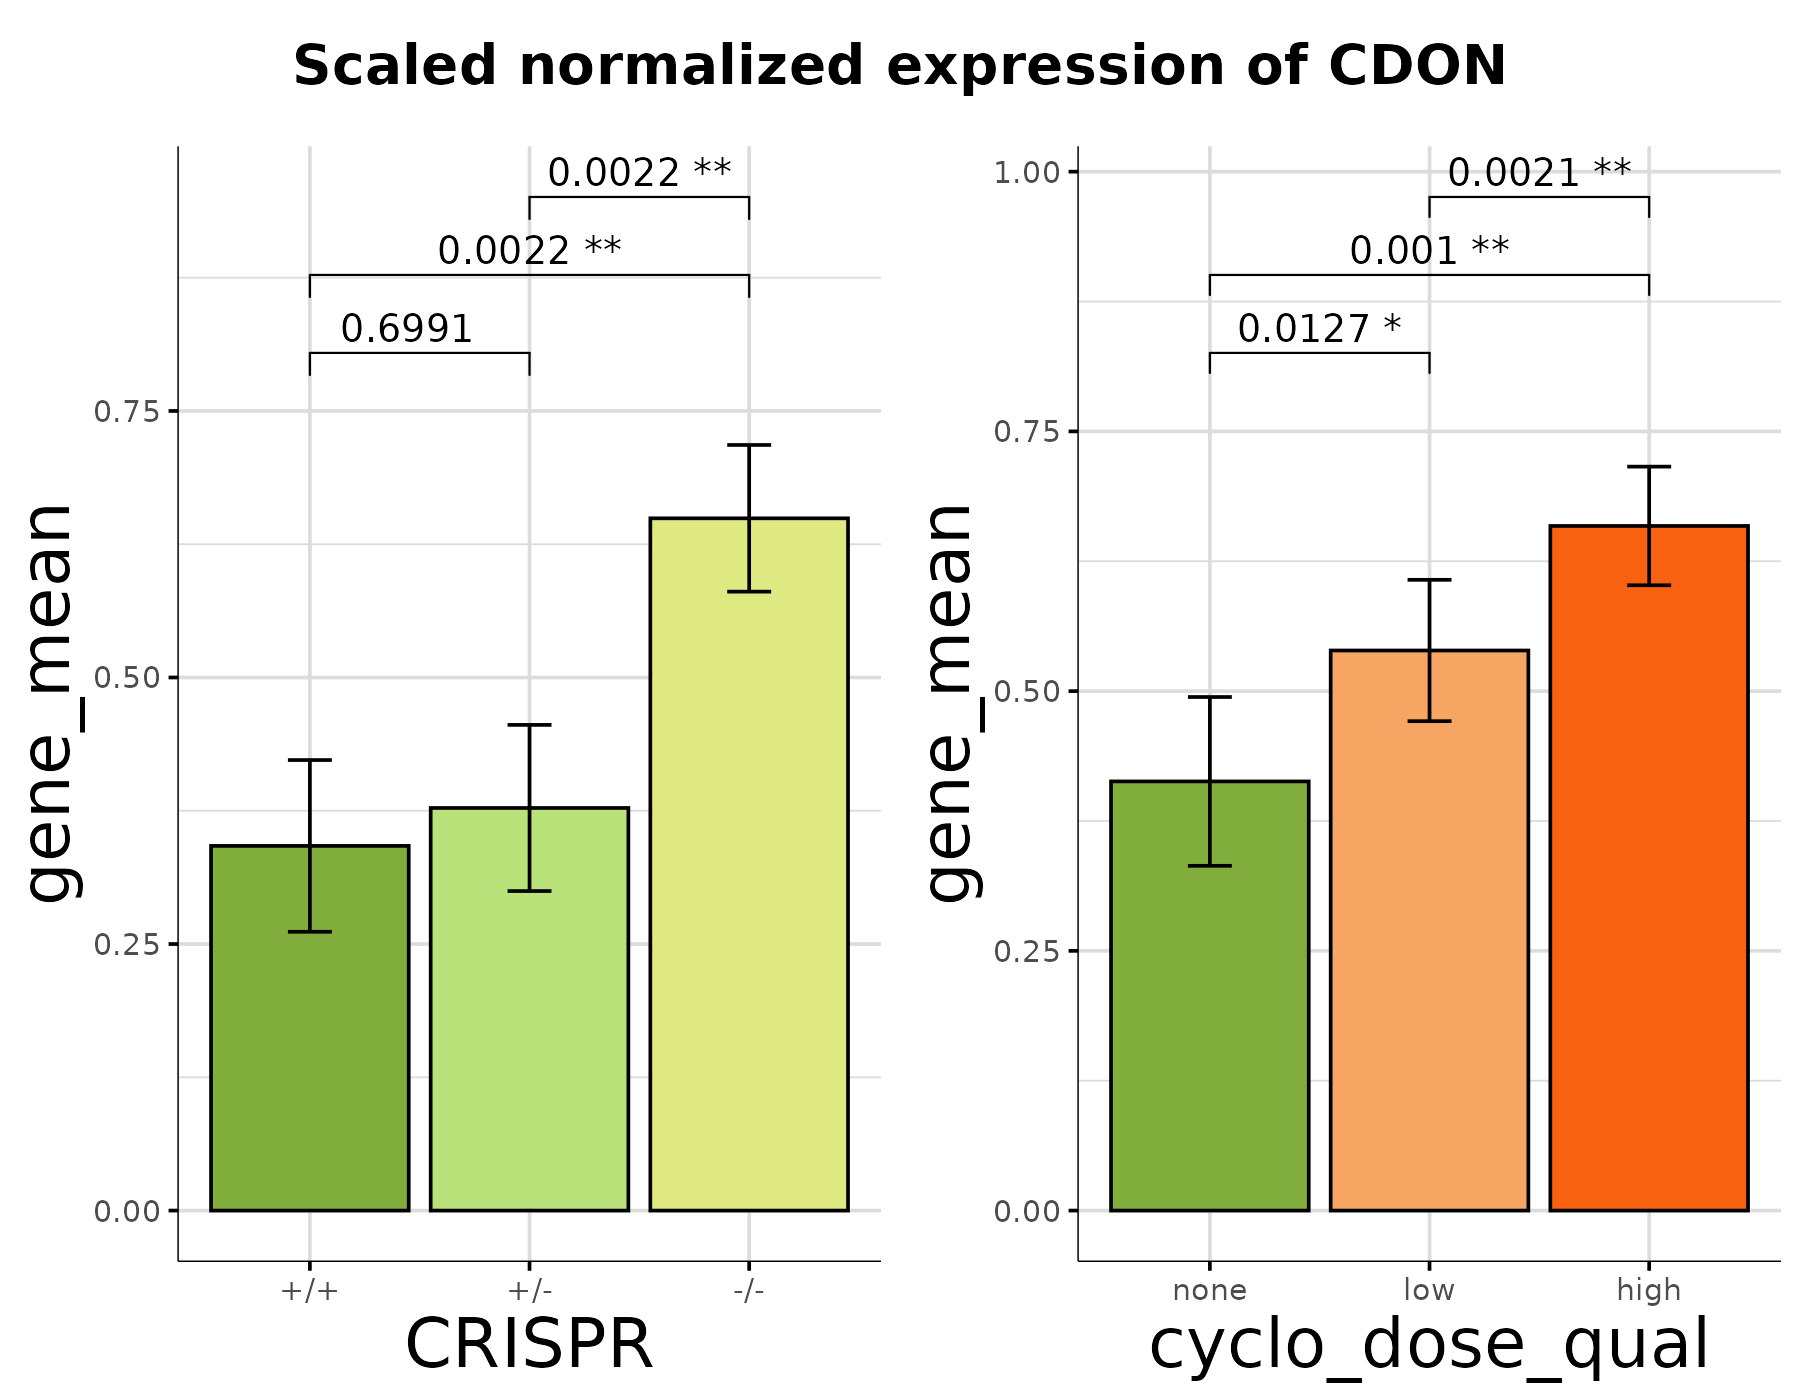 Scaled normalized expression of CDON
gene_mean
0.75
0.50
0.25
0.00
0.0022 **
0.0022 **
0.6991
+/+ +/- -/-
CRISPR
gene_mean
1.00
0.75
0.50
0.25
0.00
0.0021 **
0.001 **
0.0127 *
none low high
cyclo_dose_qual